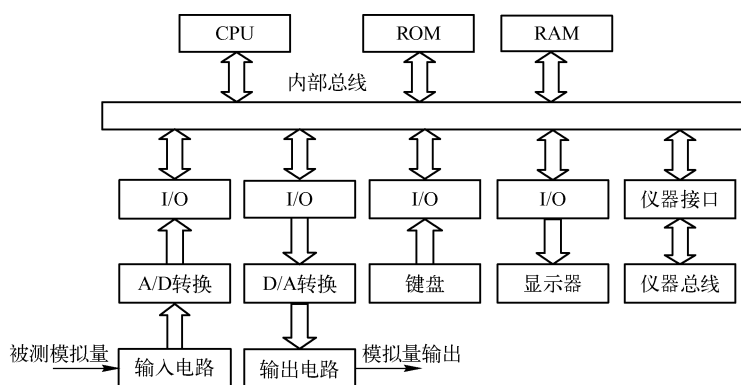 CPU
ROM
RAM
内部总线
I/O
I/O
I/O
I/O
仪器接口
A/D转换
D/A转换
键盘
显示器
仪器总线
被测模拟量
输入电路
输出电路
模拟量输出